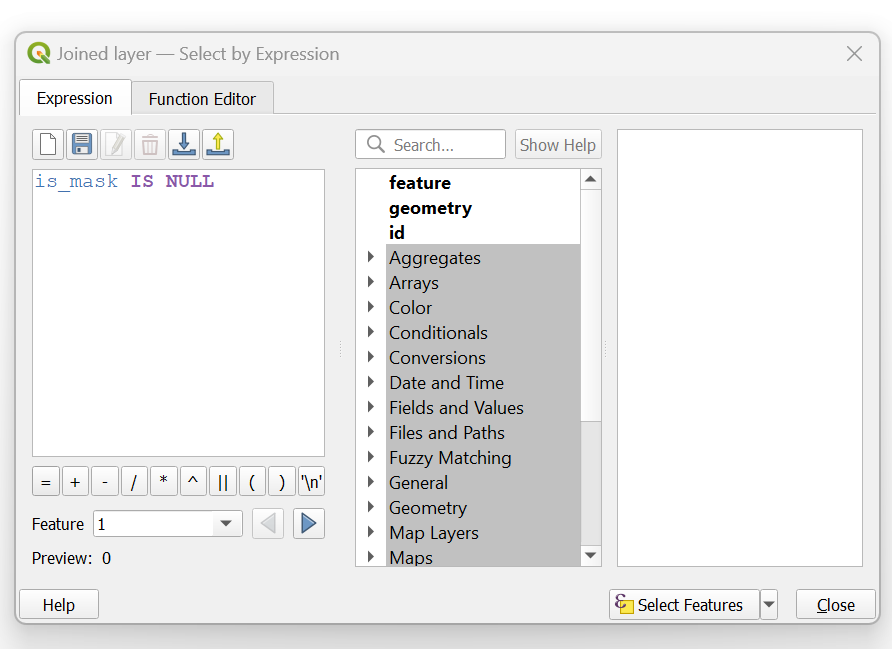 Joined layer — Select by Expression
Expression
Function Editor
Search...
Show Help
is_mask IS NULL
feature
geometry
id
Aggregates
Arrays
Color
Conditionals
Conversions
Date and Time
Fields and Values
Files and Paths
Fuzzy Matching
General
Geometry
Map Layers
Maps
= + - / * ^ || ( ) '\n'
Feature 1
Preview: 0
Help
ε Select Features
Close